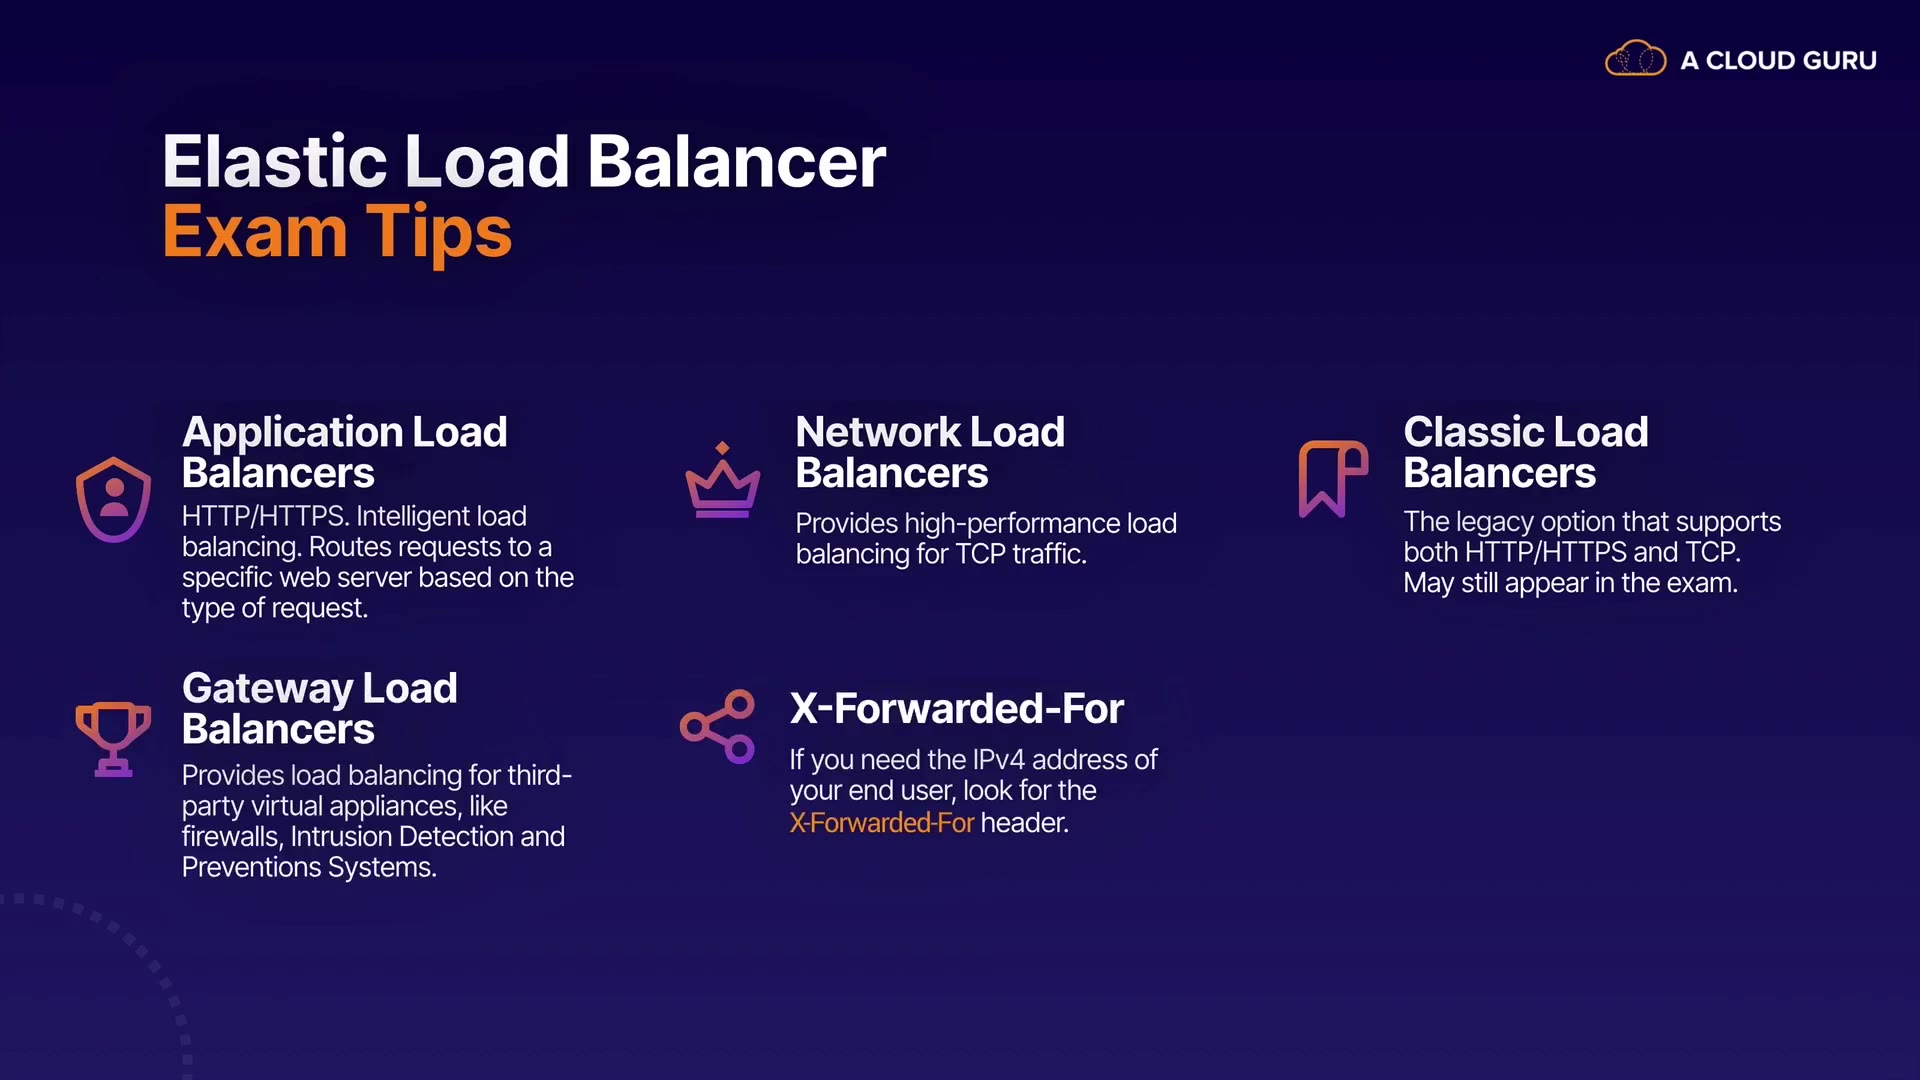 A CLOUD GURU
Elastic Load Balancer
Exam Tips
Application Load
Balancers
HTTP/HTTPS. Intelligent load
balancing. Routes requests to a
specific web server based on the
type of request.
Network Load
Balancers
Provides high-performance load
balancing for TCP traffic.
Classic Load
Balancers
The legacy option that supports
both HTTP/HTTPS and TCP.
May still appear in the exam.
Gateway Load
Balancers
Provides load balancing for third-
party virtual appliances, like
firewalls, Intrusion Detection and
Preventions Systems.
X-Forwarded-For
If you need the IPv4 address of
your end user, look for the
X-Forwarded-For header.